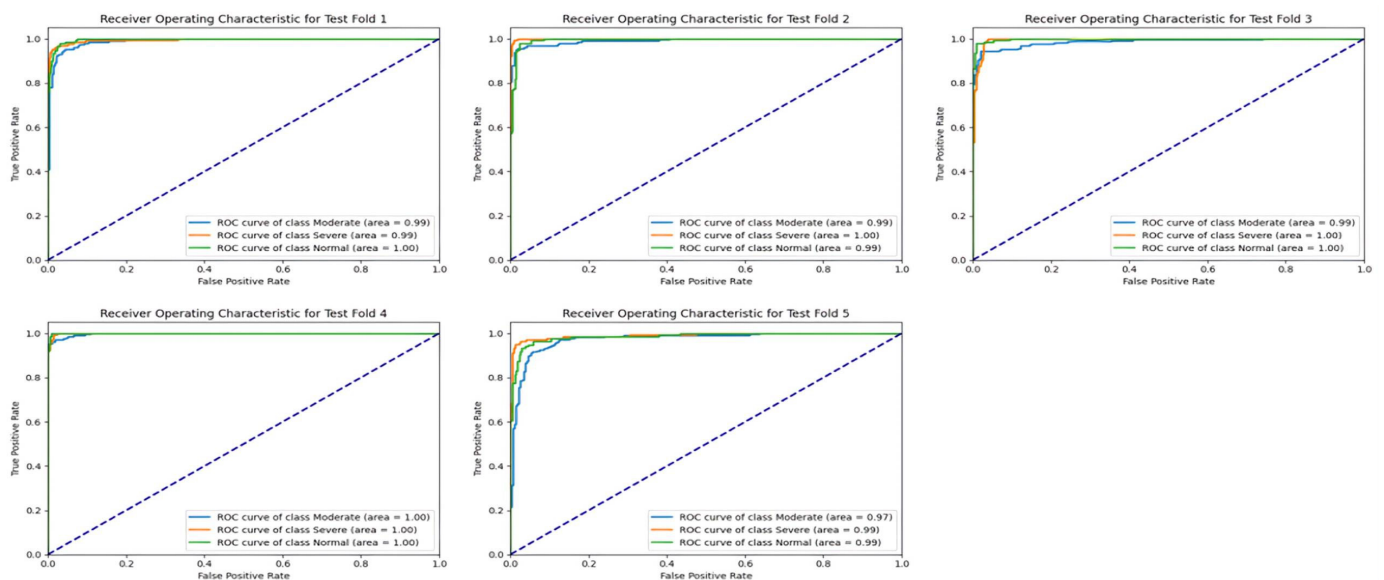 Receiver Operating Characteristic for Test Fold 1
1.0
0.8
0.6
0.4
0.2
0.0
True Positive Rate
ROC curve of class Moderate (area = 0.99)
ROC curve of class Severe (area = 0.99)
ROC curve of class Normal (area = 1.00)
0.0 0.2 0.4 0.6 0.8 1.0
False Positive Rate
Receiver Operating Characteristic for Test Fold 2
1.0
0.8
0.6
0.4
0.2
0.0
True Positive Rate
ROC curve of class Moderate (area = 0.99)
ROC curve of class Severe (area = 1.00)
ROC curve of class Normal (area = 0.99)
0.0 0.2 0.4 0.6 0.8 1.0
False Positive Rate
Receiver Operating Characteristic for Test Fold 3
1.0
0.8
0.6
0.4
0.2
0.0
True Positive Rate
ROC curve of class Moderate (area = 0.99)
ROC curve of class Severe (area = 1.00)
ROC curve of class Normal (area = 1.00)
0.0 0.2 0.4 0.6 0.8 1.0
False Positive Rate
Receiver Operating Characteristic for Test Fold 4
1.0
0.8
0.6
0.4
0.2
0.0
True Positive Rate
ROC curve of class Moderate (area = 1.00)
ROC curve of class Severe (area = 1.00)
ROC curve of class Normal (area = 1.00)
0.0 0.2 0.4 0.6 0.8 1.0
False Positive Rate
Receiver Operating Characteristic for Test Fold 5
1.0
0.8
0.6
0.4
0.2
0.0
True Positive Rate
ROC curve of class Moderate (area = 0.97)
ROC curve of class Severe (area = 0.99)
ROC curve of class Normal (area = 0.99)
0.0 0.2 0.4 0.6 0.8 1.0
False Positive Rate